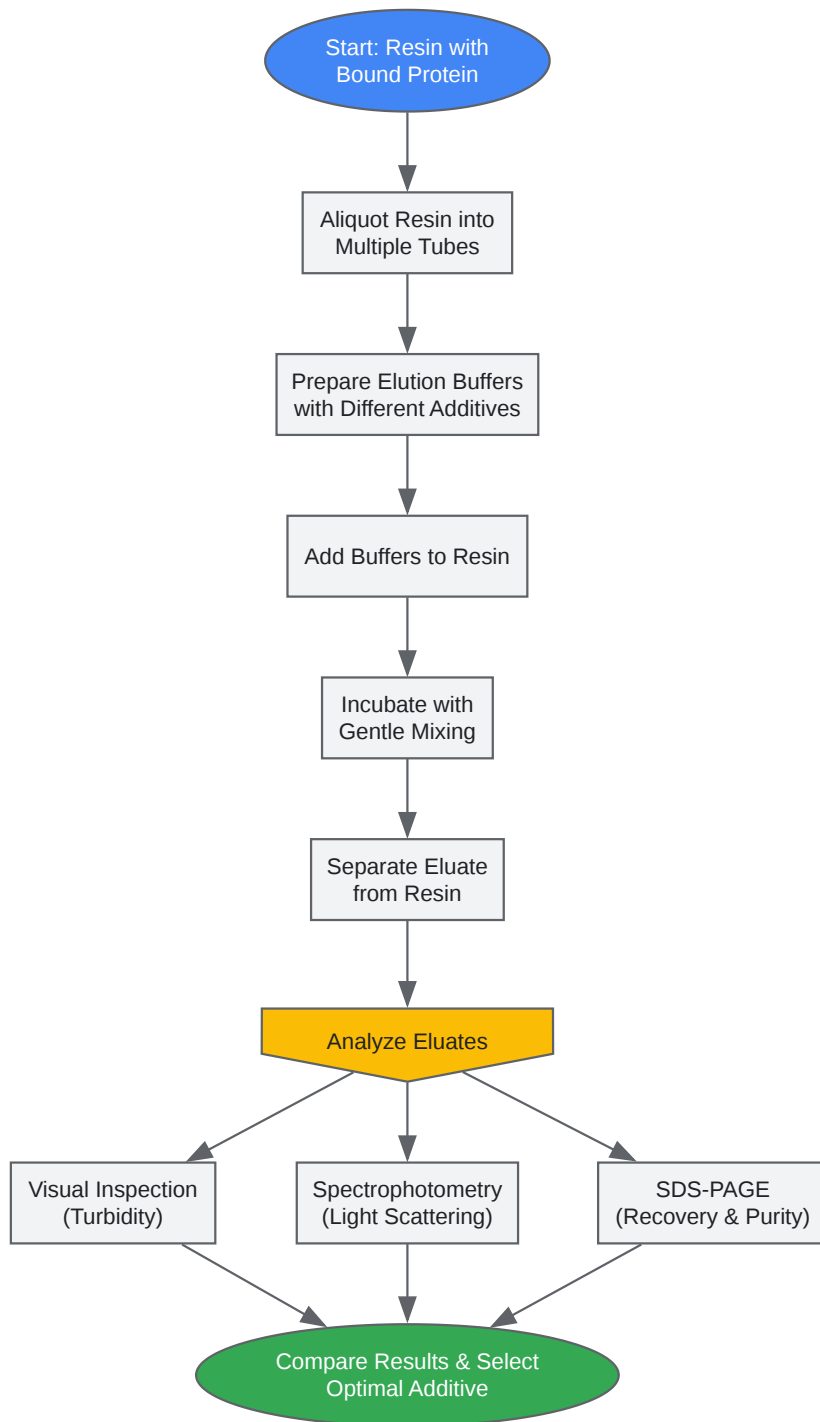 Start: Resin with
Bound Protein
Aliquot Resin into
Multiple Tubes
Prepare Elution Buffers
with Different Additives
Add Buffers to Resin
Incubate with
Gentle Mixing
Separate Eluate
from Resin
Analyze Eluates
Visual Inspection
(Turbidity)
Spectrophotometry
(Light Scattering)
SDS-PAGE
(Recovery & Purity)
Compare Results & Select
Optimal Additive